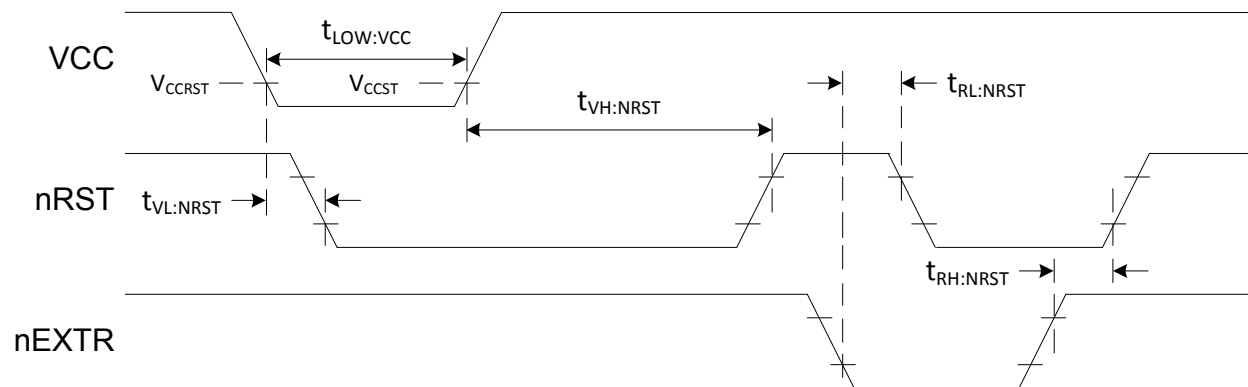 VCC
tLOW:VCC
VCCRST
VCCST
tRL:NRST
tVH:NRST
nRST
tVL:NRST
tRH:NRST
nEXTR